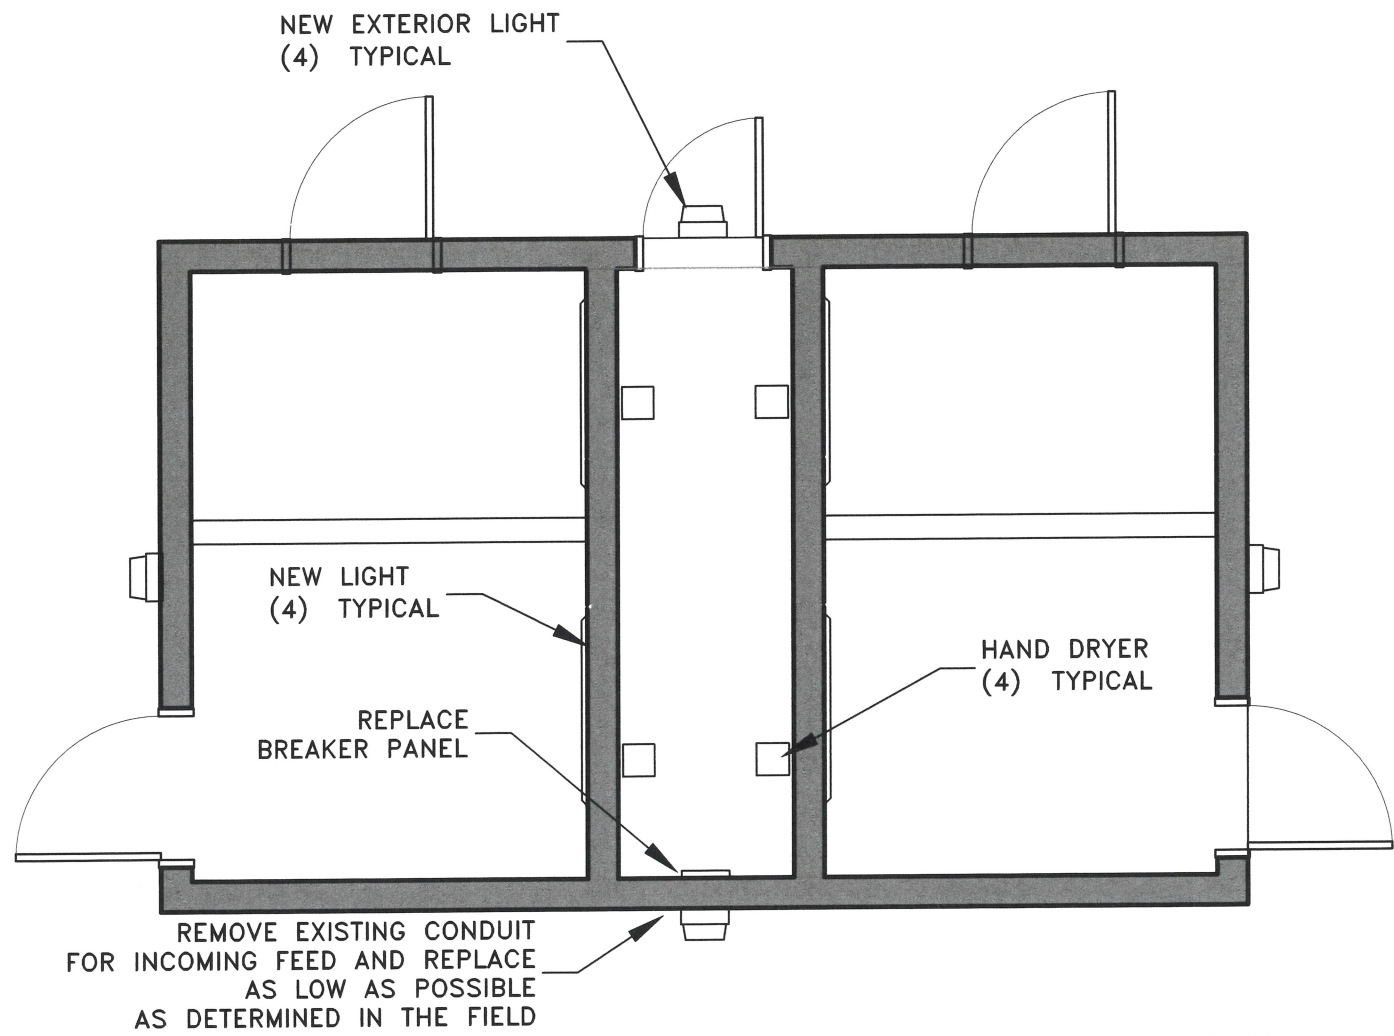 NEW EXTERIOR LIGHT
(4) TYPICAL
NEW LIGHT
(4) TYPICAL
HAND DRYER
(4) TYPICAL
REPLACE
BREAKER PANEL
REMOVE EXISTING CONDUIT
FOR INCOMING FEED AND REPLACE
AS LOW AS POSSIBLE
AS DETERMINED IN THE FIELD